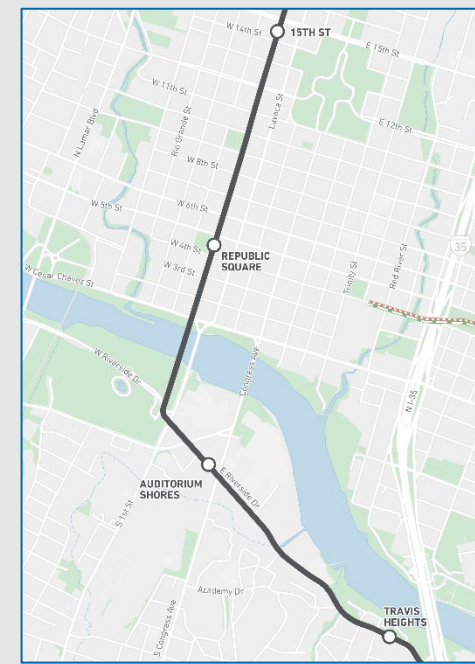 W 14th St
15TH ST
E 15th St
W 11th St
N Lamar Blvd
Rio Grande St
Lavaca St
E 12th St
W 8th St
W 6th St
W 5th St
W 4th St
REPUBLIC
SQUARE
W 3rd St
W Cesar Chavez St
Trinity St
Red River St
35
W Riverside Dr
Congress Ave
N I-35
AUDITORIUM
SHORES
E Riverside Dr
S 1st St
Academy Dr
S Congress Ave
TRAVIS
HEIGHTS